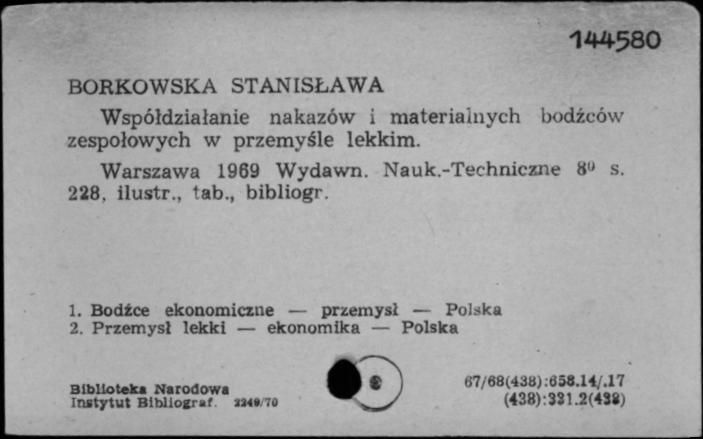 144580
BORKOWSKA STANISŁAWA
Współdziałanie nakazów i materialnych bodźców
zespołowych w przemyśle lekkim.
Warszawa 1969 Wydawn. Nauk.-Techniczne 8⁰ s.
228, ilustr., tab., bibliogr.
1. Bodźce ekonomiczne — przemysł — Polska
2. Przemysł lekki — ekonomika — Polska
Biblioteka Narodowa
Instytut Bibliograf. 2249/70
67/68(438):658.14/.17
(438):331.2(438)